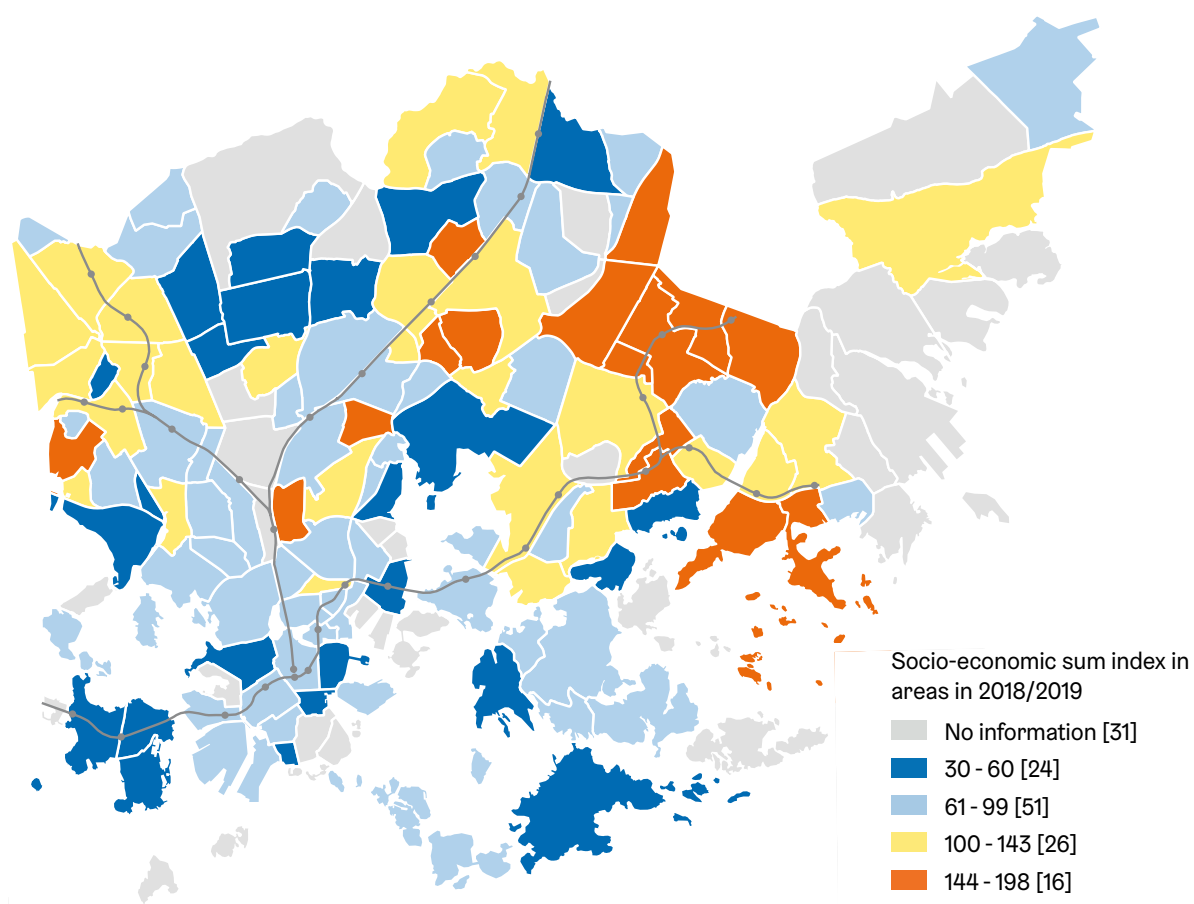 Socio-economic sum index in
areas in 2018/2019
No information [31]
30 - 60 [24]
61 - 99 [51]
100 - 143 [26]
144 - 198 [16]